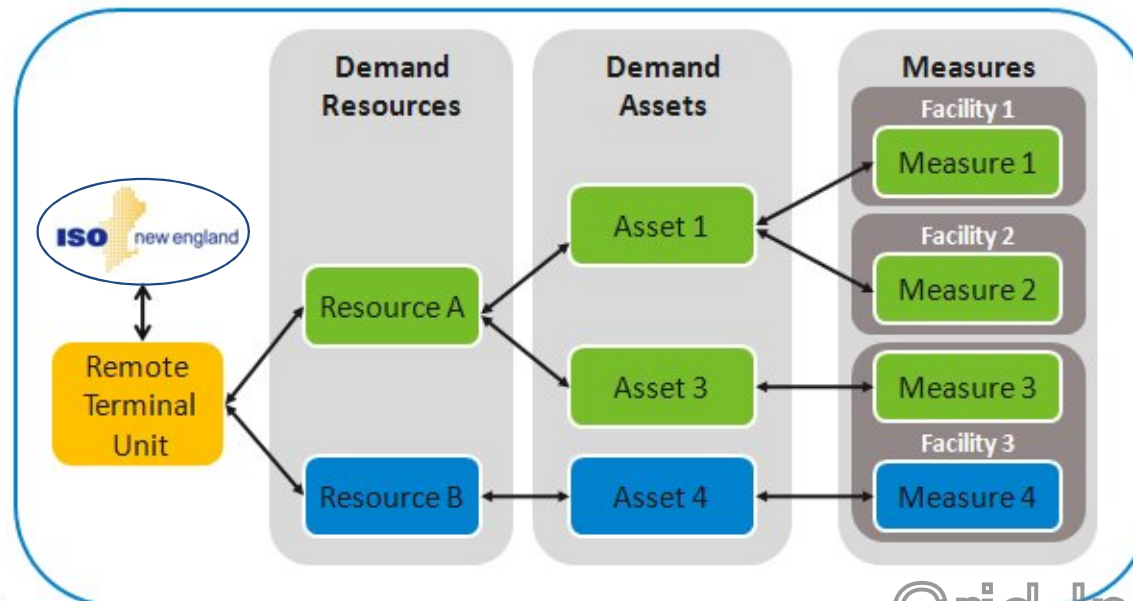 Demand
Resources
Demand
Assets
Measures
Facility 1
Measure 1
Asset 1
ISO new england
Facility 2
Measure 2
Resource A
Remote
Terminal
Unit
Asset 3
Measure 3
Facility 3
Resource B
Asset 4
Measure 4